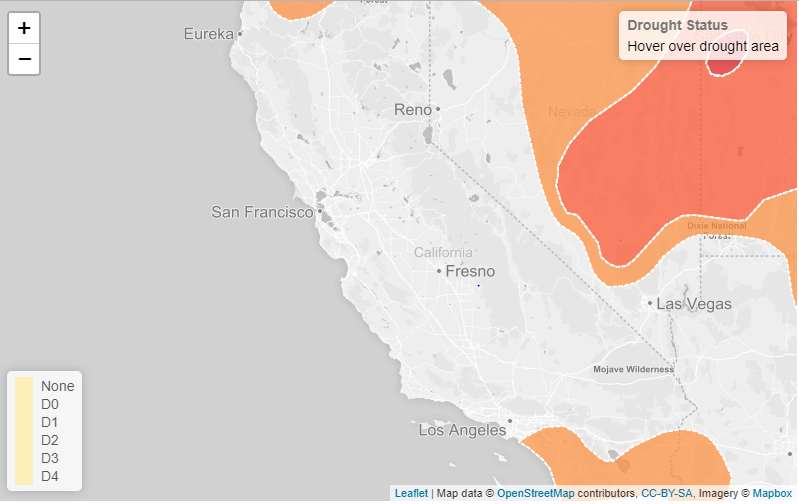 +
−
Eureka
Forest
Drought Status
Hover over drought area
City
Reno
Nevada
San Francisco
Dixie National
Forest
California
Fresno
Las Vegas
Mojave Wilderness
None
D0
D1
D2
D3
D4
Los Angeles
Leaflet | Map data © OpenStreetMap contributors, CC-BY-SA, Imagery © Mapbox